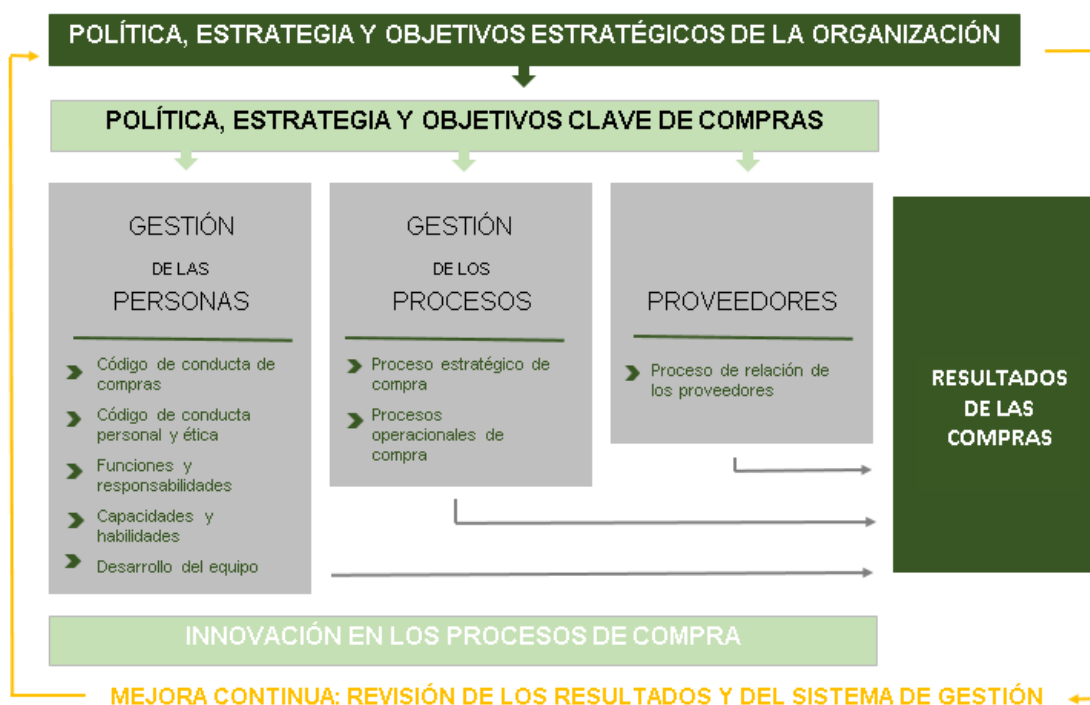 POLÍTICA, ESTRATEGIA Y OBJETIVOS ESTRATÉGICOS DE LA ORGANIZACIÓN
POLÍTICA, ESTRATEGIA Y OBJETIVOS CLAVE DE COMPRAS
GESTIÓN
DE LAS
PERSONAS
Código de conducta de
compras
Código de conducta
personal y ética
Funciones y
responsabilidades
Capacidades y
habilidades
Desarrollo del equipo
GESTIÓN
DE LOS
PROCESOS
Proceso estratégico de
compra
Procesos
operacionales de
compra
PROVEEDORES
Proceso de relación de
los proveedores
RESULTADOS
DE LAS
COMPRAS
INNOVACIÓN EN LOS PROCESOS DE COMPRA
MEJORA CONTINUA: REVISIÓN DE LOS RESULTADOS Y DEL SISTEMA DE GESTIÓN